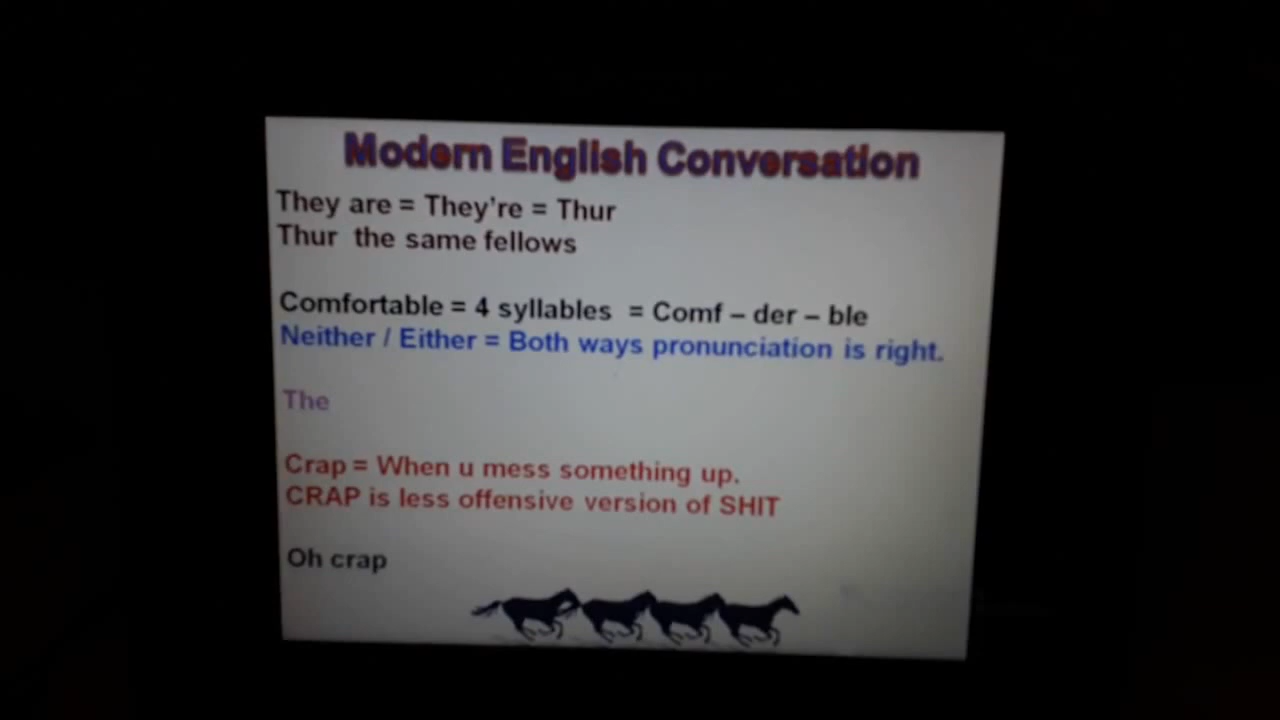 Modern English Conversation
They are = They're = Thur
Thur the same fellows
Comfortable = 4 syllables = Comf – der – ble
Neither / Either = Both ways pronunciation is right.
The
Crap = When u mess something up.
CRAP is less offensive version of SHIT
Oh crap